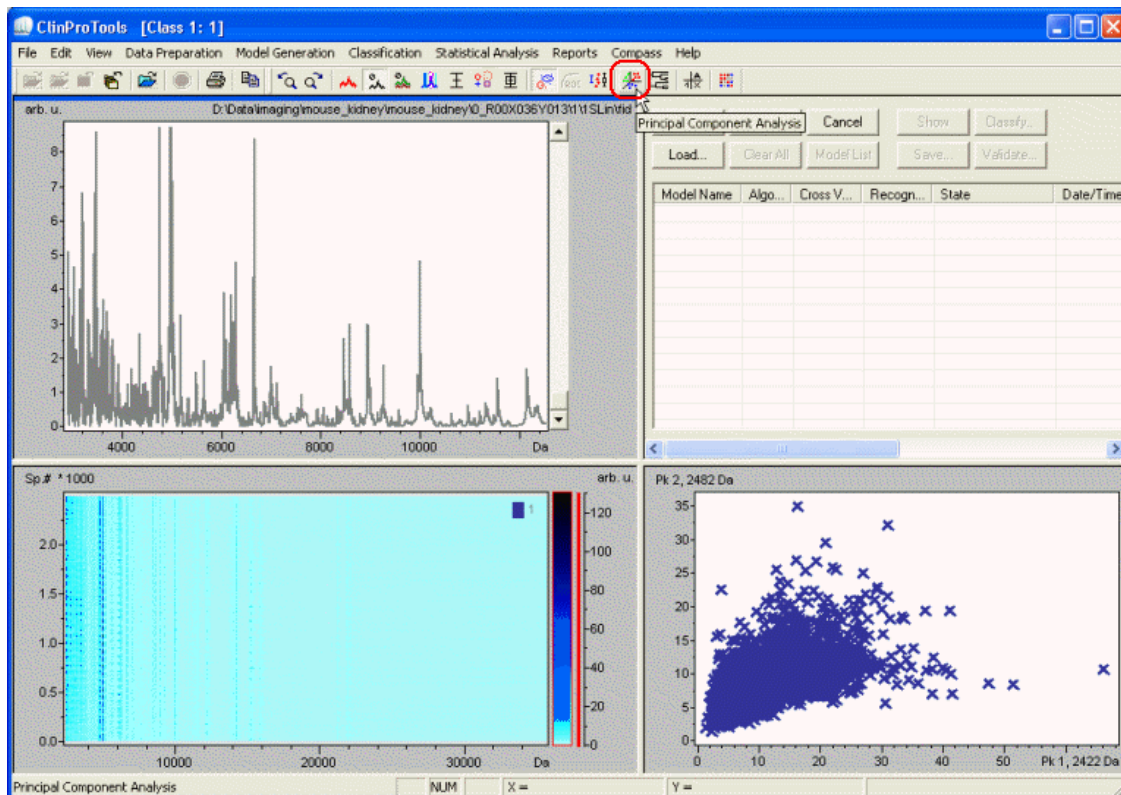 ClinProTools [Class 1: 1]
File Edit View Data Preparation Model Generation Classification Statistical Analysis Reports Compass Help
arb. u. D:\Data\imaging\mouse_kidney\mouse_kidney\0_R00X036Y013\1\1SLin\fid
Principal Component Analysis Cancel Show Classify...
Load... Clear All Model List Save... Validate...
Model Name Algo... Cross V... Recogn... State Date/Time
8
7
6
5
4
3
2
1
0
4000 6000 8000 10000 Da
Sp.# * 1000 arb. u.
1
2.0
1.5
1.0
0.5
0.0
120
100
80
60
40
20
0
10000 20000 30000 Da
Pk 2, 2482 Da
35
30
25
20
15
10
5
0
0 10 20 30 40 50 60 Pk 1, 2422 Da
Principal Component Analysis NUM X = Y =